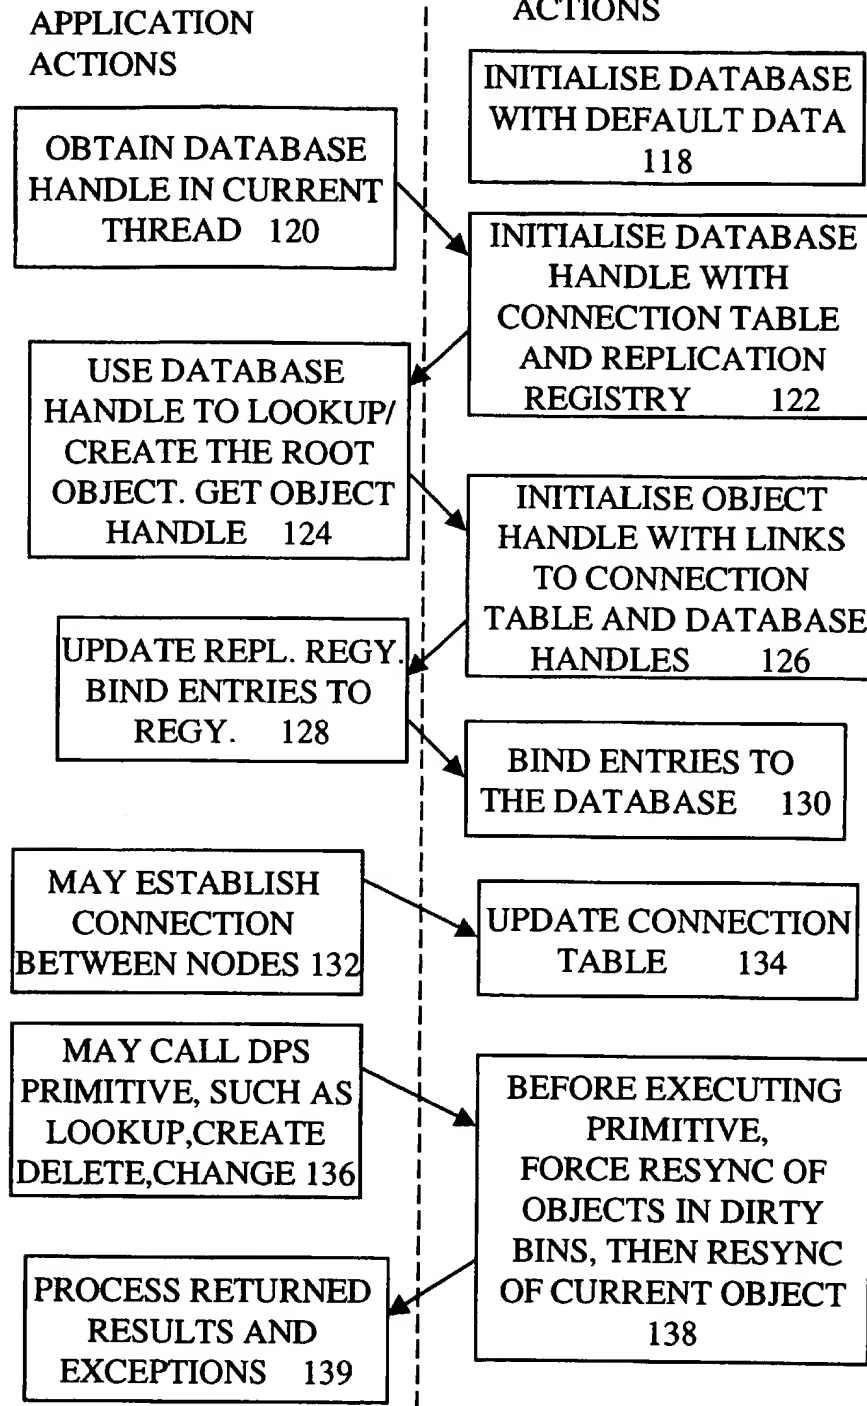 APPLICATION
ACTIONS
ACTIONS
INITIALISE DATABASE
WITH DEFAULT DATA
118
OBTAIN DATABASE
HANDLE IN CURRENT
THREAD 120
INITIALISE DATABASE
HANDLE WITH
CONNECTION TABLE
AND REPLICATION
REGISTRY 122
USE DATABASE
HANDLE TO LOOKUP/
CREATE THE ROOT
OBJECT. GET OBJECT
HANDLE 124
INITIALISE OBJECT
HANDLE WITH LINKS
TO CONNECTION
TABLE AND DATABASE
HANDLES 126
UPDATE REPL. REGY.
BIND ENTRIES TO
REGY. 128
BIND ENTRIES TO
THE DATABASE 130
MAY ESTABLISH
CONNECTION
BETWEEN NODES 132
UPDATE CONNECTION
TABLE 134
MAY CALL DPS
PRIMITIVE, SUCH AS
LOOKUP,CREATE
DELETE,CHANGE 136
BEFORE EXECUTING
PRIMITIVE,
FORCE RESYNC OF
OBJECTS IN DIRTY
BINS, THEN RESYNC
OF CURRENT OBJECT
138
PROCESS RETURNED
RESULTS AND
EXCEPTIONS 139